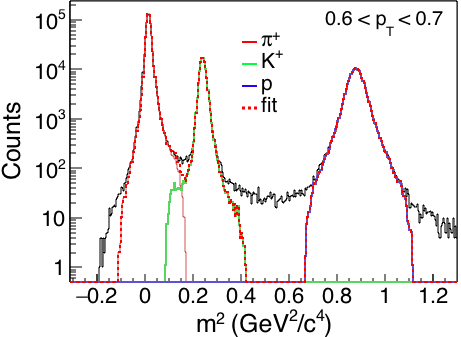 0.6 < p_T < 0.7
π⁺
K⁺
p
fit
Counts
10⁵
10⁴
10³
10²
10
1
−0.2 0 0.2 0.4 0.6 0.8 1 1.2
m² (GeV²/c⁴)